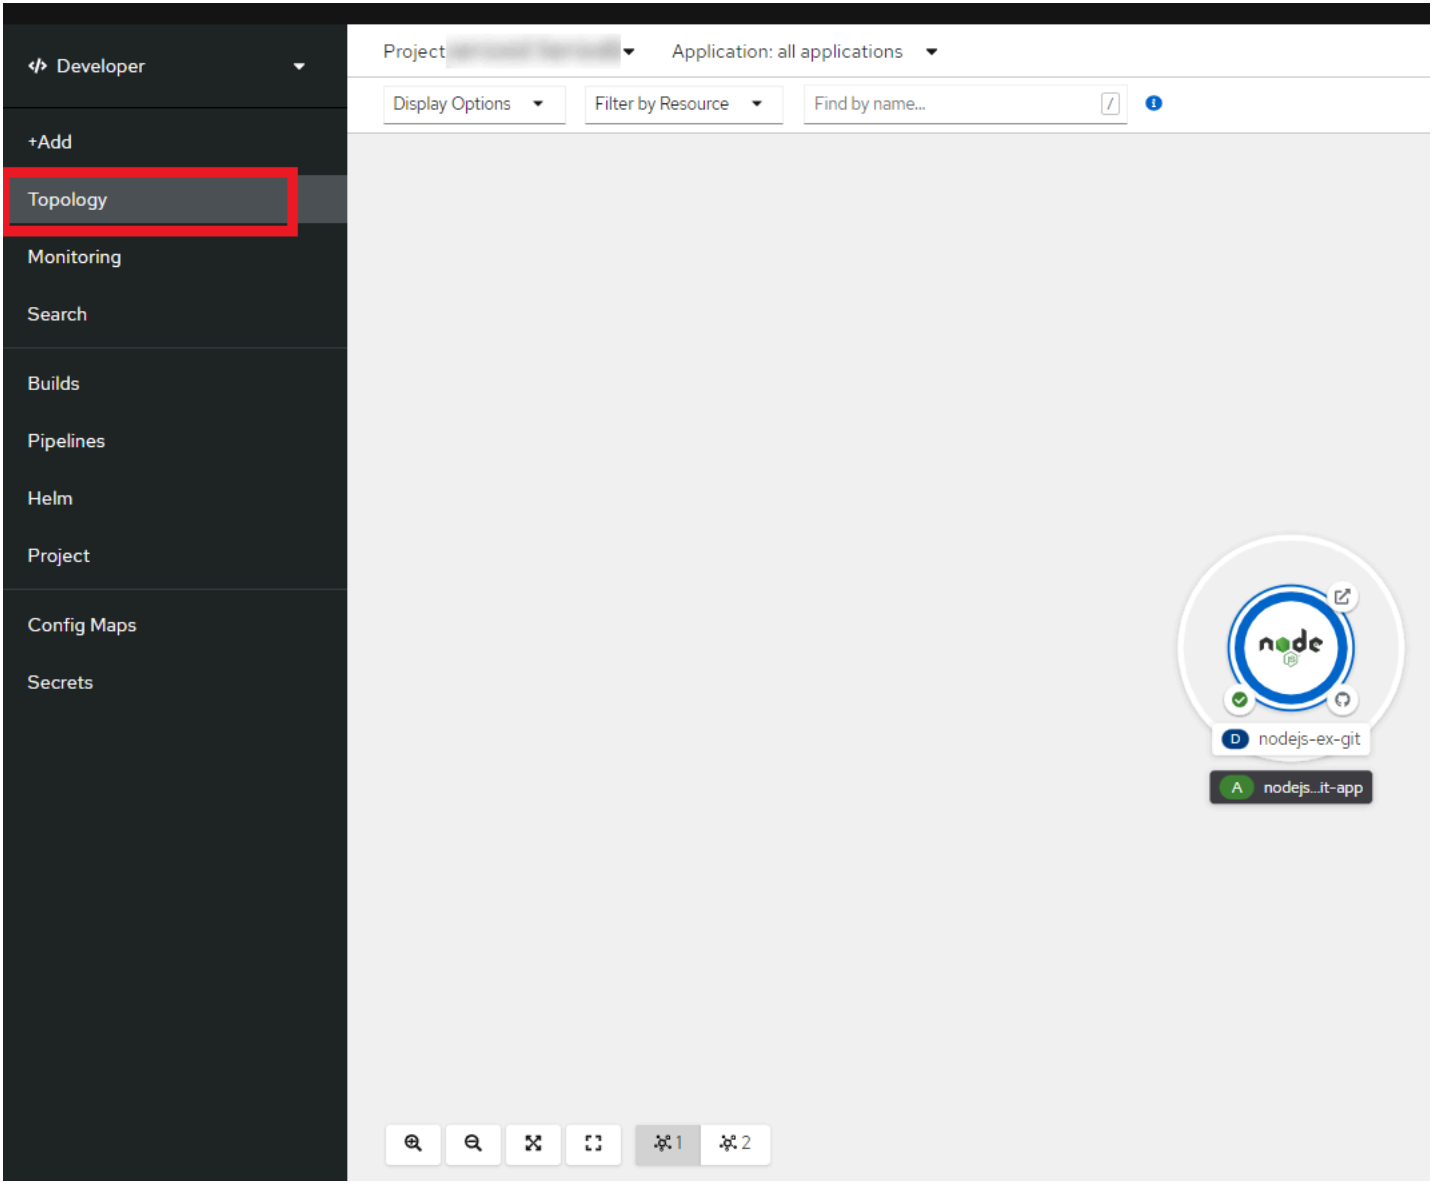 Developer
+Add
Topology
Monitoring
Search
Builds
Pipelines
Helm
Project
Config Maps
Secrets
Project
Application: all applications
Display Options
Filter by Resource
Find by name...
/
node
JS
D nodejs-ex-git
A nodejs...it-app
1
2